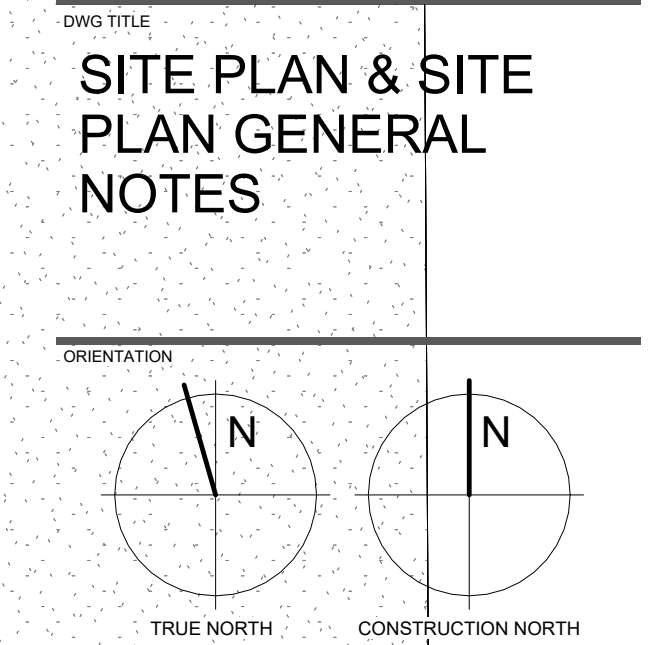 DWG TITLE
SITE PLAN & SITE
PLAN GENERAL
NOTES
ORIENTATION
N
N
TRUE NORTH
CONSTRUCTION NORTH